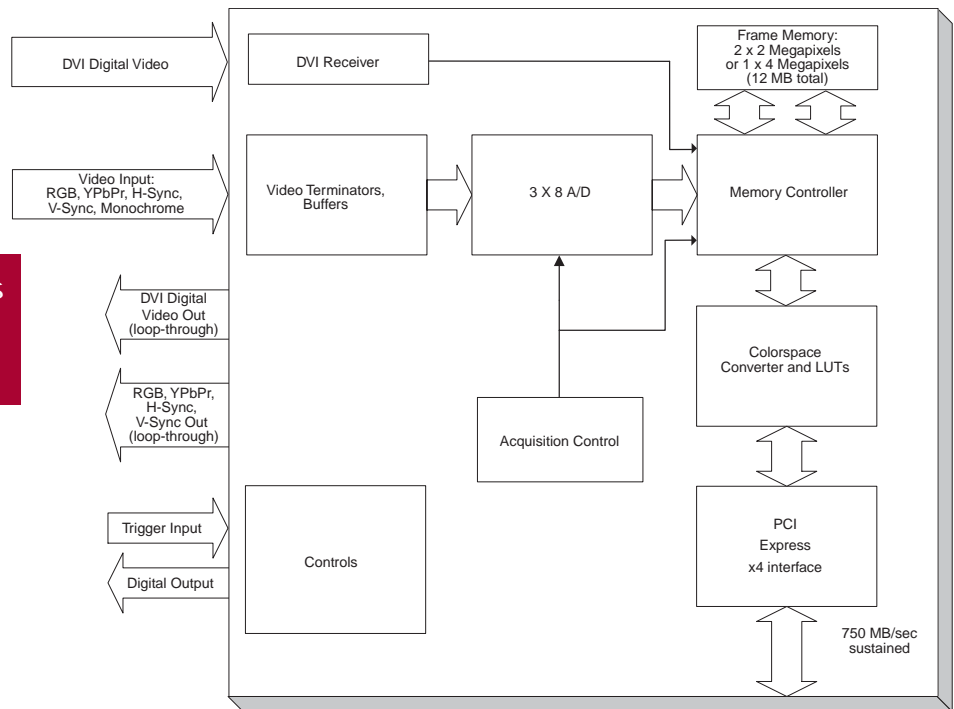 Frame Memory:
2 x 2 Megapixels
or 1 x 4 Megapixels
(12 MB total)
DVI Digital Video
DVI Receiver
Video Input:
RGB, YPbPr, H-Sync,
V-Sync, Monochrome
Video Terminators,
Buffers
3 X 8 A/D
Memory Controller
s
DVI Digital
Video Out
(loop-through)
Colorspace
Converter and LUTs
RGB, YPbPr,
H-Sync,
V-Sync Out
(loop-through)
Acquisition Control
Trigger Input
Digital Output
Controls
PCI
Express
x4 interface
750 MB/sec
sustained